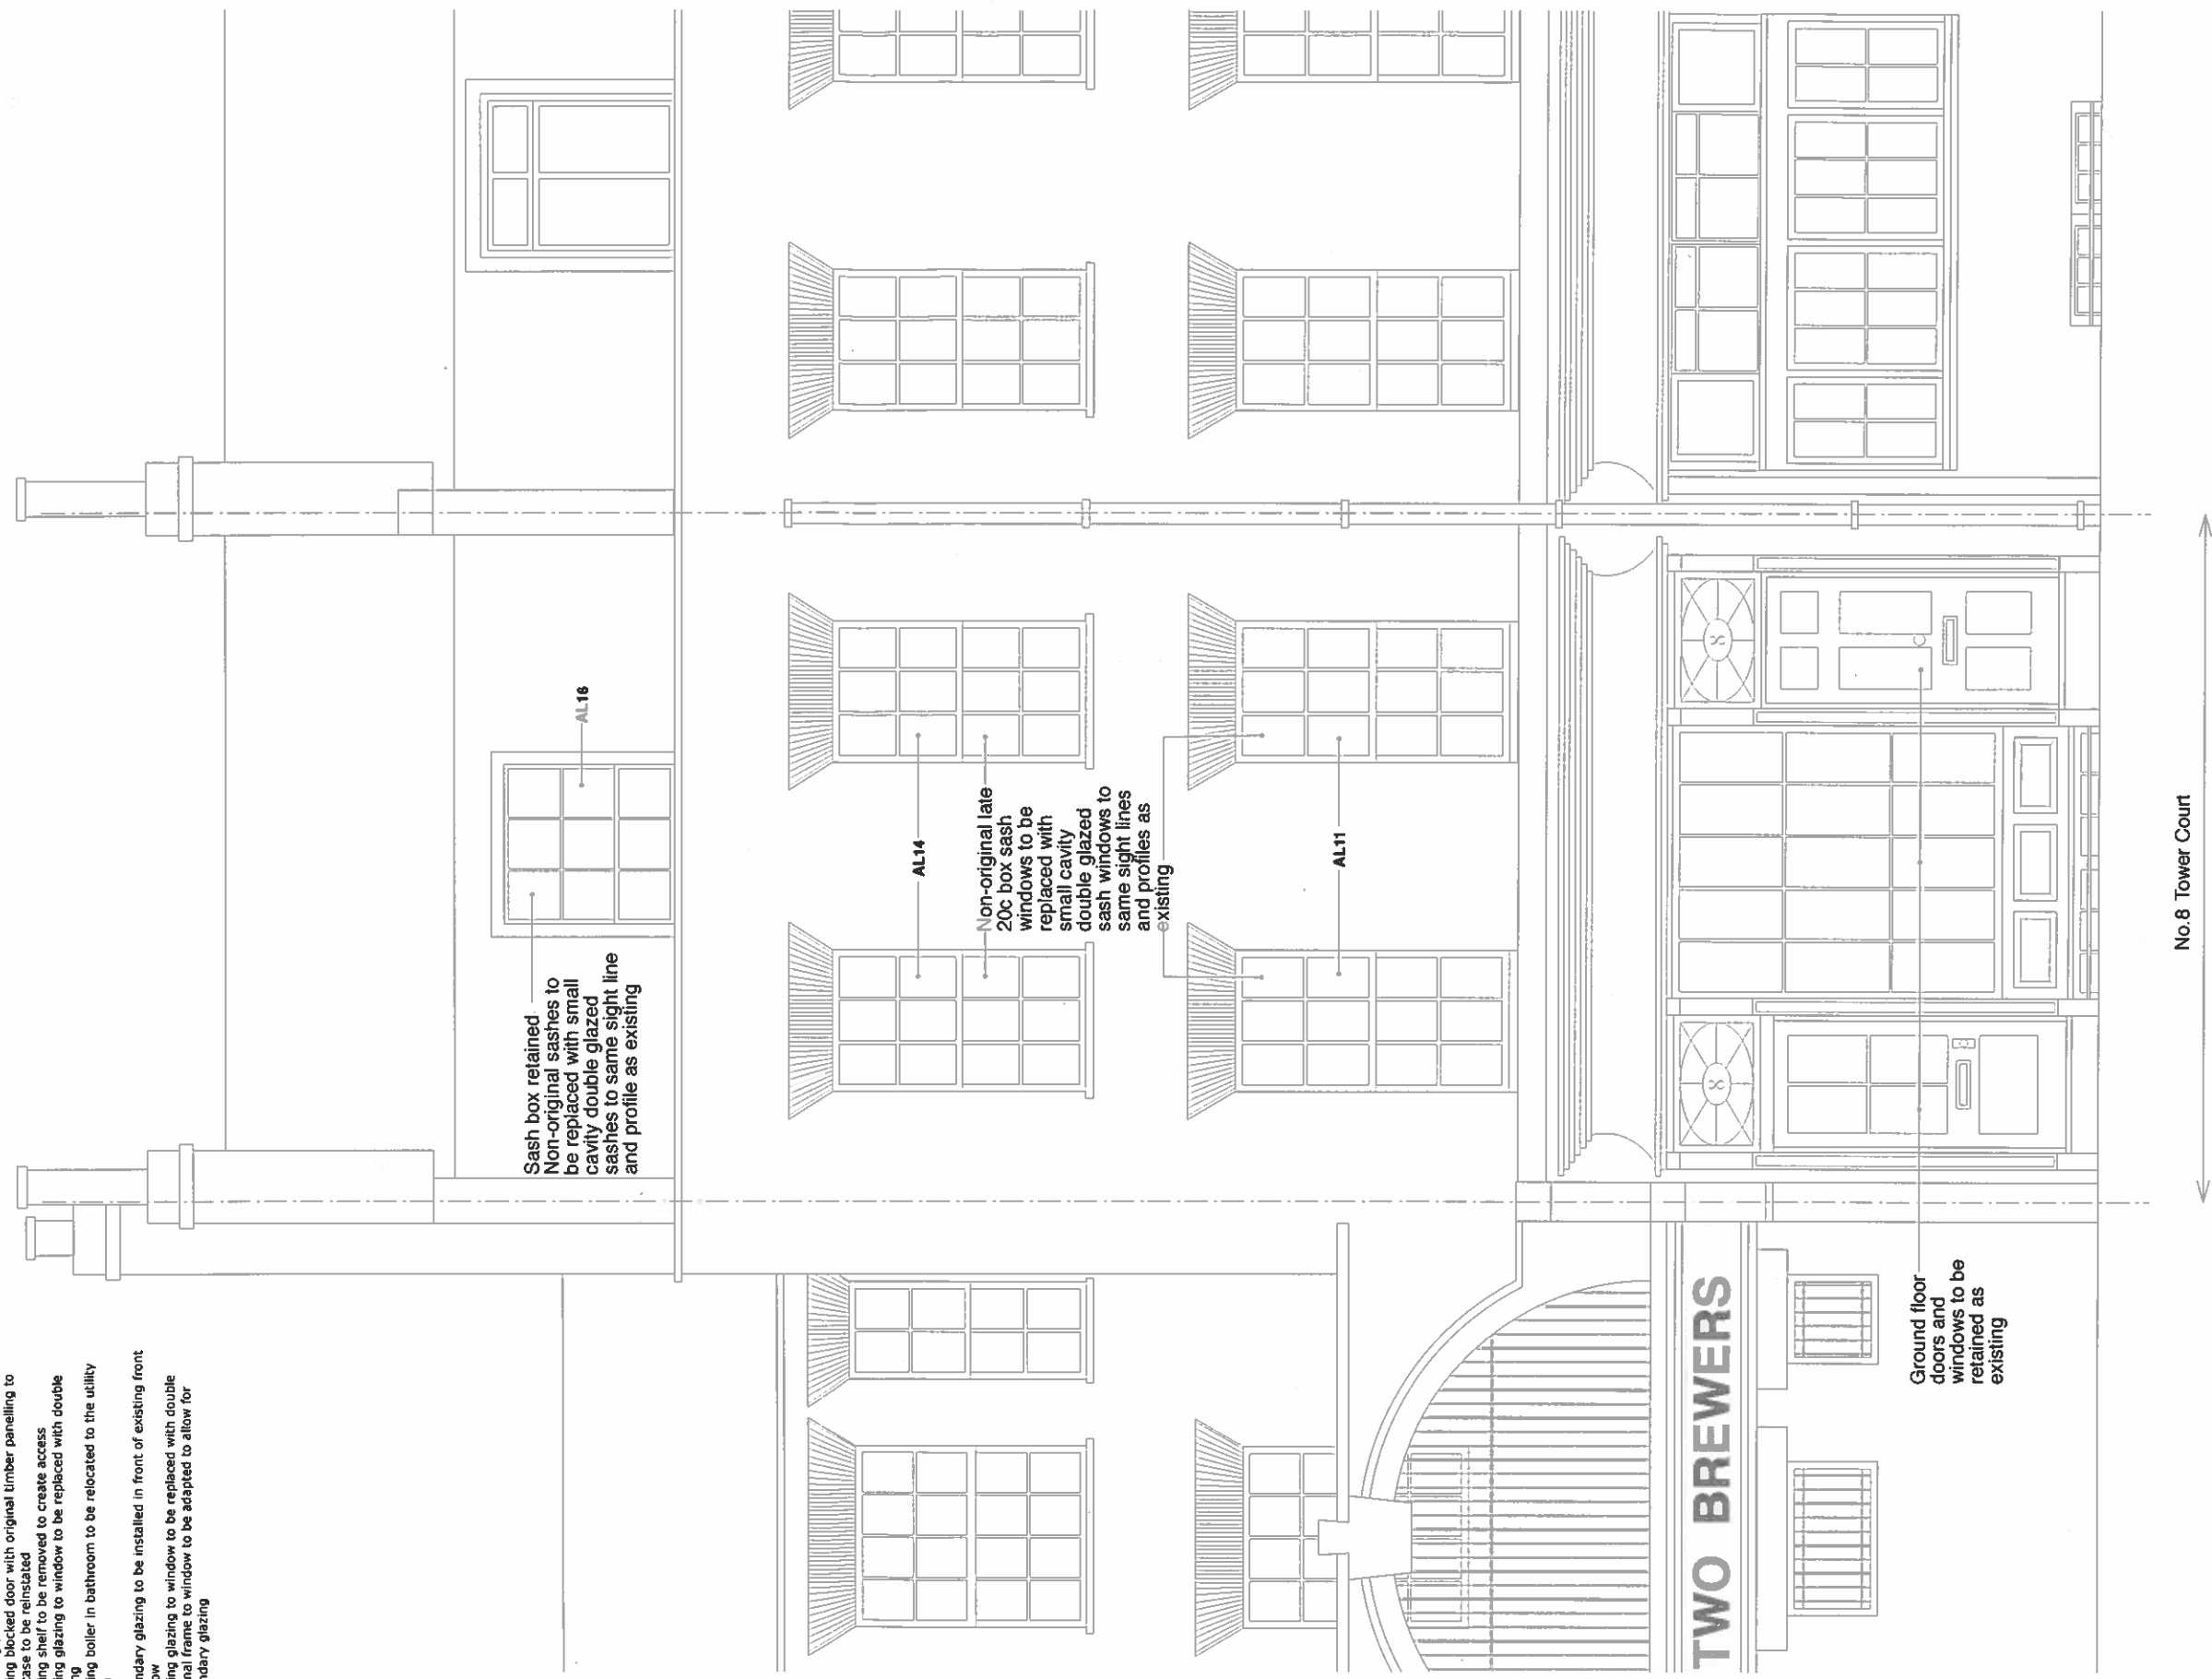 ng blocked door with original timber panelling to
ase to be reinstated
ng shelf to be removed to create access
ng glazing to window to be replaced with double
ng
ng boiler in bathroom to be relocated to the utility
ndary glazing to be installed in front of existing front
ow
ng glazing to window to be replaced with double
nal frame to window to be adapted to allow for
ndary glazing
AL16
Sash box retained
Non-original sashes to
be replaced with small
cavity double glazed
sashes to same sight line
and profile as existing
AL14
Non-original late
20c box sash
windows to be
replaced with
small cavity
double glazed
sash windows to
same sight lines
and profiles as
existing
AL11
8
8
TWO BREWERS
Ground floor
doors and
windows to be
retained as
existing
No.8 Tower Court